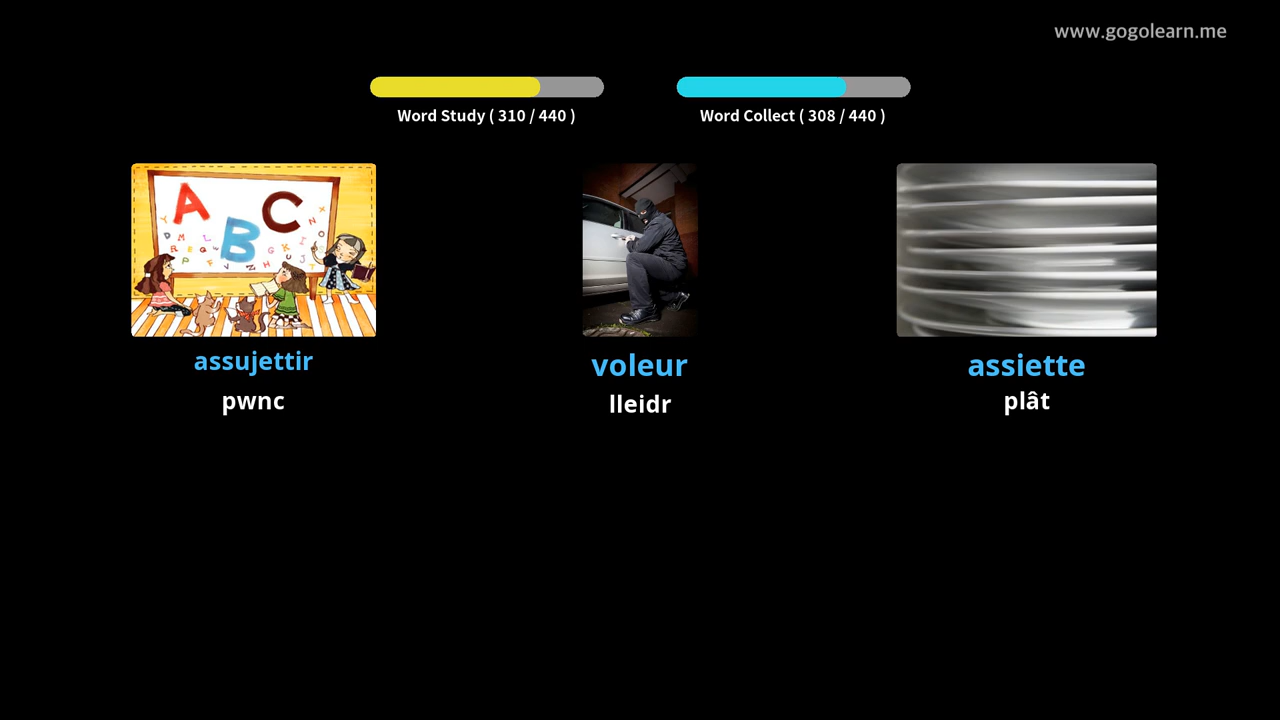 www.gogolearn.me
Word Study ( 310 / 440 )
Word Collect ( 308 / 440 )
A B C
assujettir
voleur
assiette
pwnc
lleidr
plât